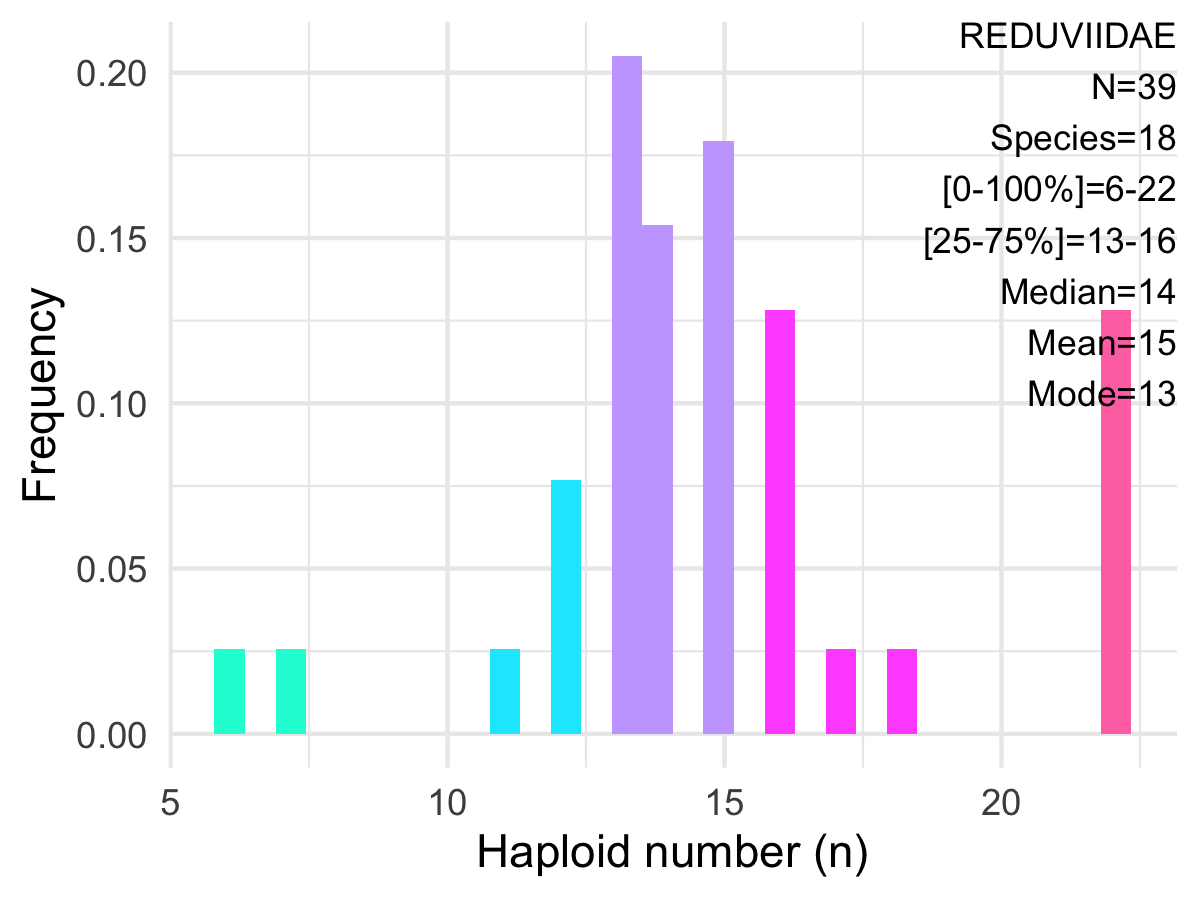 REDUVIIDAE
N=39
Species=18
[0-100%]=6-22
[25-75%]=13-16
Median=14
Mean=15
Mode=13
Frequency
0.20
0.15
0.10
0.05
0.00
5 10 15 20
Haploid number (n)